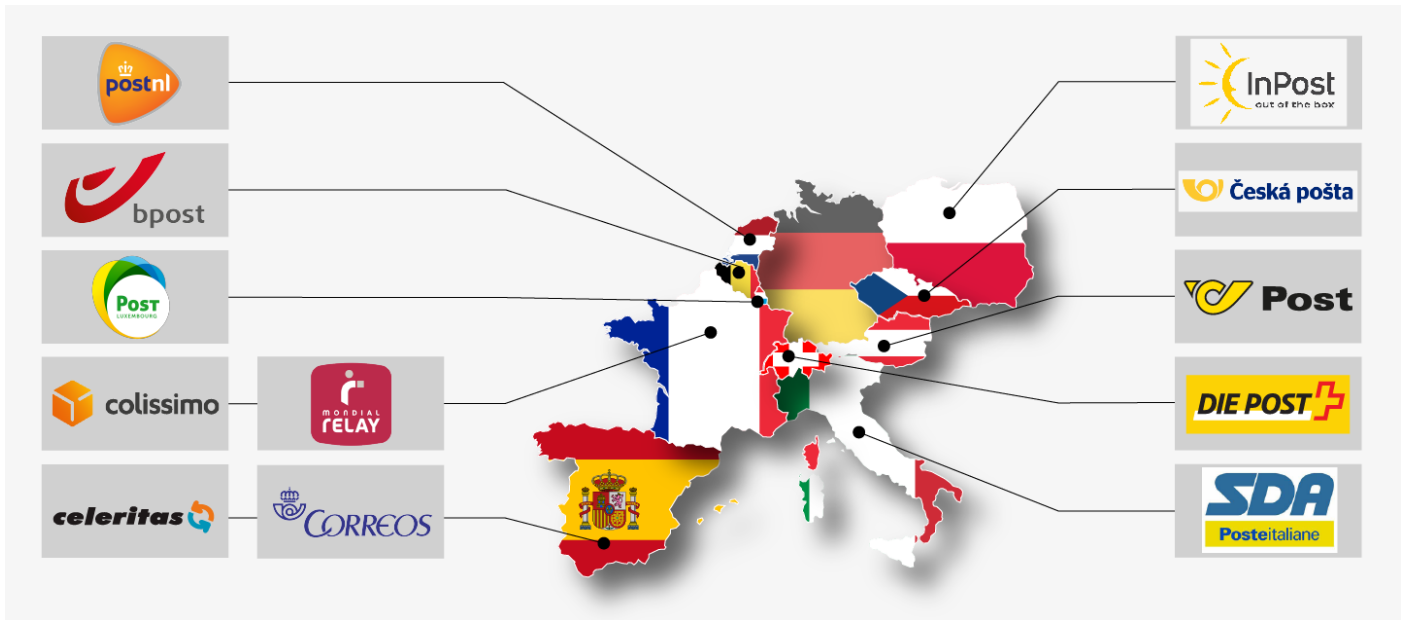 postnl
bpost
POST
LUXEMBOURG
colissimo
MONDIAL
RELAY
celeritas
CORREOS
InPost
out of the box
Česká pošta
Post
DIE POST
SDA
Posteitaliane